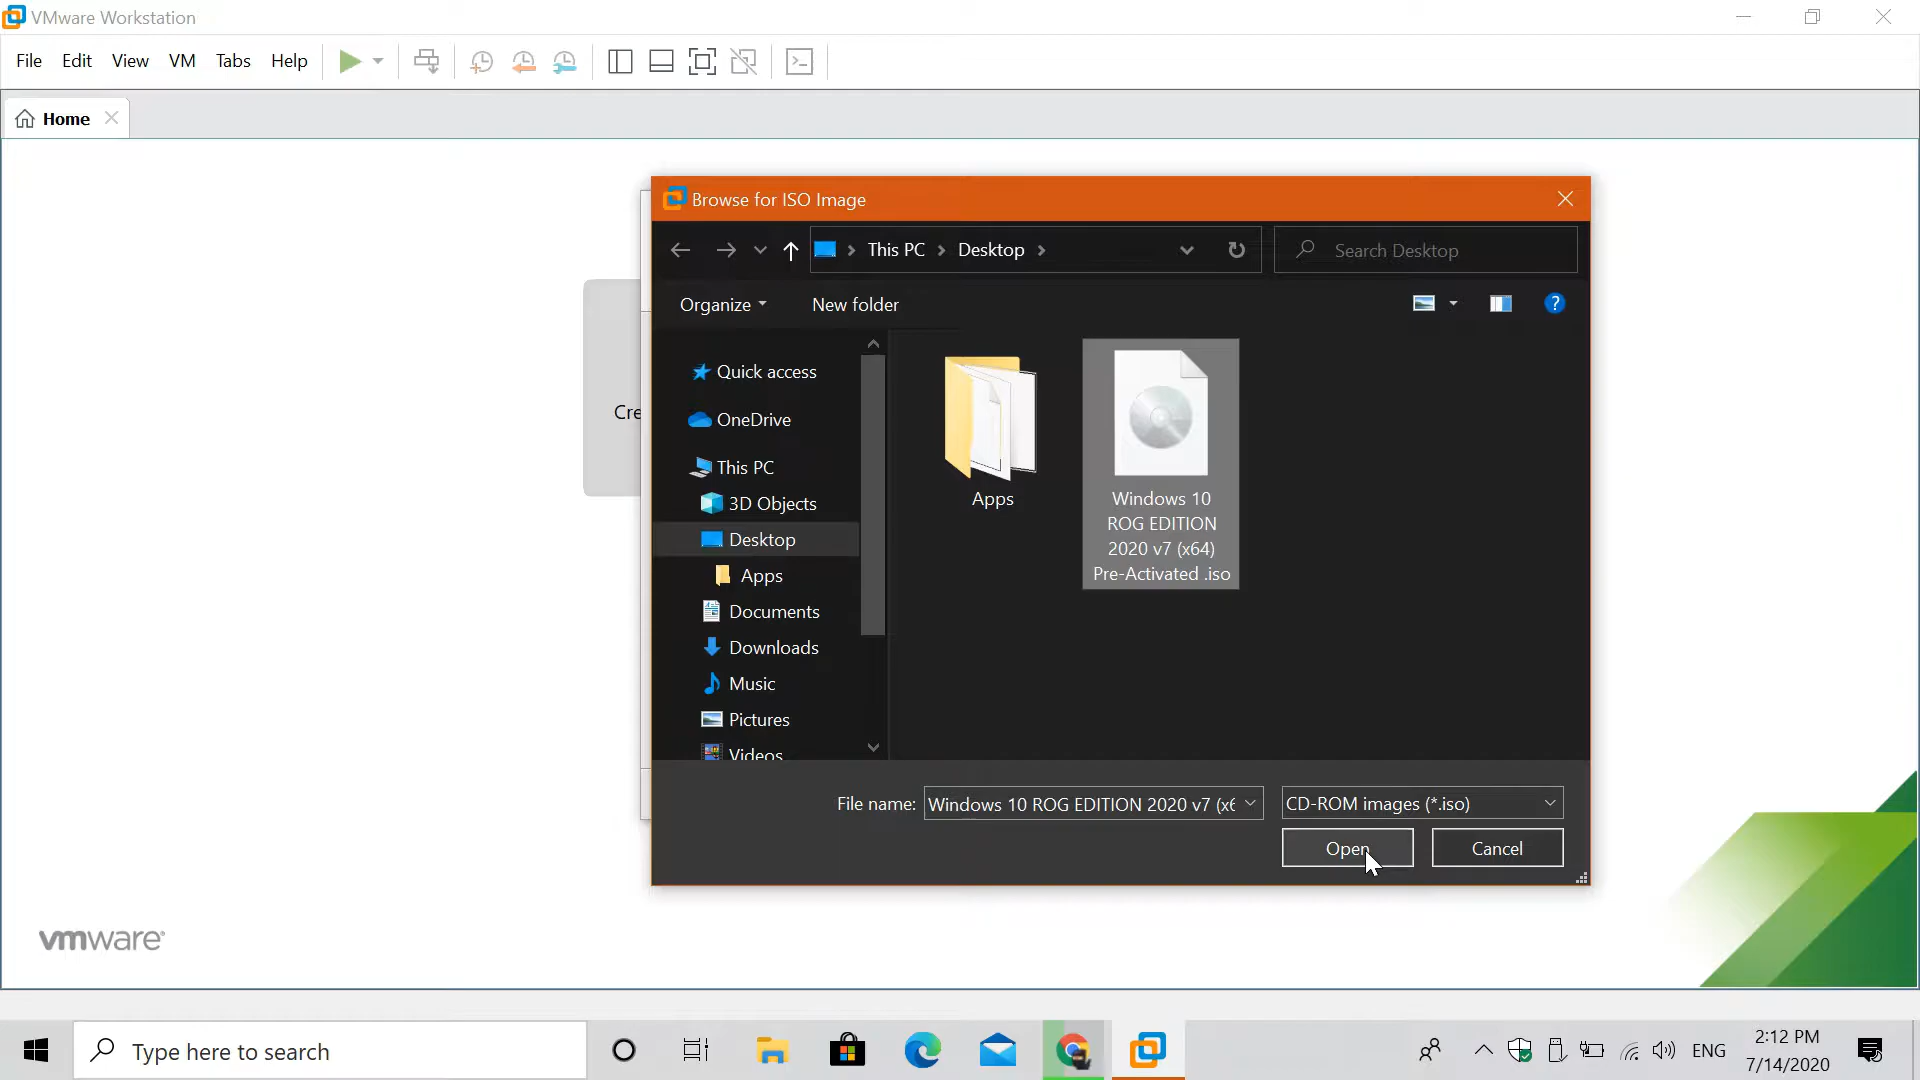 VMware Workstation
File Edit View VM Tabs Help
Home
Browse for ISO Image
This PC Desktop
Search Desktop
Organize
New folder
Quick access
OneDrive
This PC
3D Objects
Desktop
Apps
Documents
Downloads
Music
Pictures
Videos
Apps
Windows 10
ROG EDITION
2020 v7 (x64)
Pre-Activated .iso
Cre
File name: Windows 10 ROG EDITION 2020 v7 (x6
CD-ROM images (*.iso)
Open
Cancel
vmware
Type here to search
ENG
2:12 PM
7/14/2020